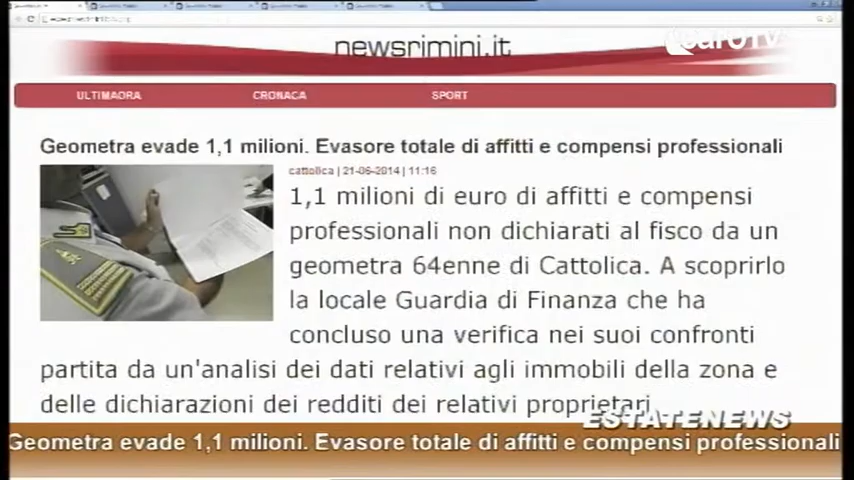 newsrimini.it
ULTIMAORA CRONACA SPORT
Geometra evade 1,1 milioni. Evasore totale di affitti e compensi professionali
cattolica | 21-06-2014 | 11:16
1,1 milioni di euro di affitti e compensi
professionali non dichiarati al fisco da un
geometra 64enne di Cattolica. A scoprirlo
la locale Guardia di Finanza che ha
concluso una verifica nei suoi confronti
partita da un'analisi dei dati relativi agli immobili della zona e
delle dichiarazioni dei redditi dei relativi proprietari
ESTATENEWS
Geometra evade 1,1 milioni. Evasore totale di affitti e compensi professionali